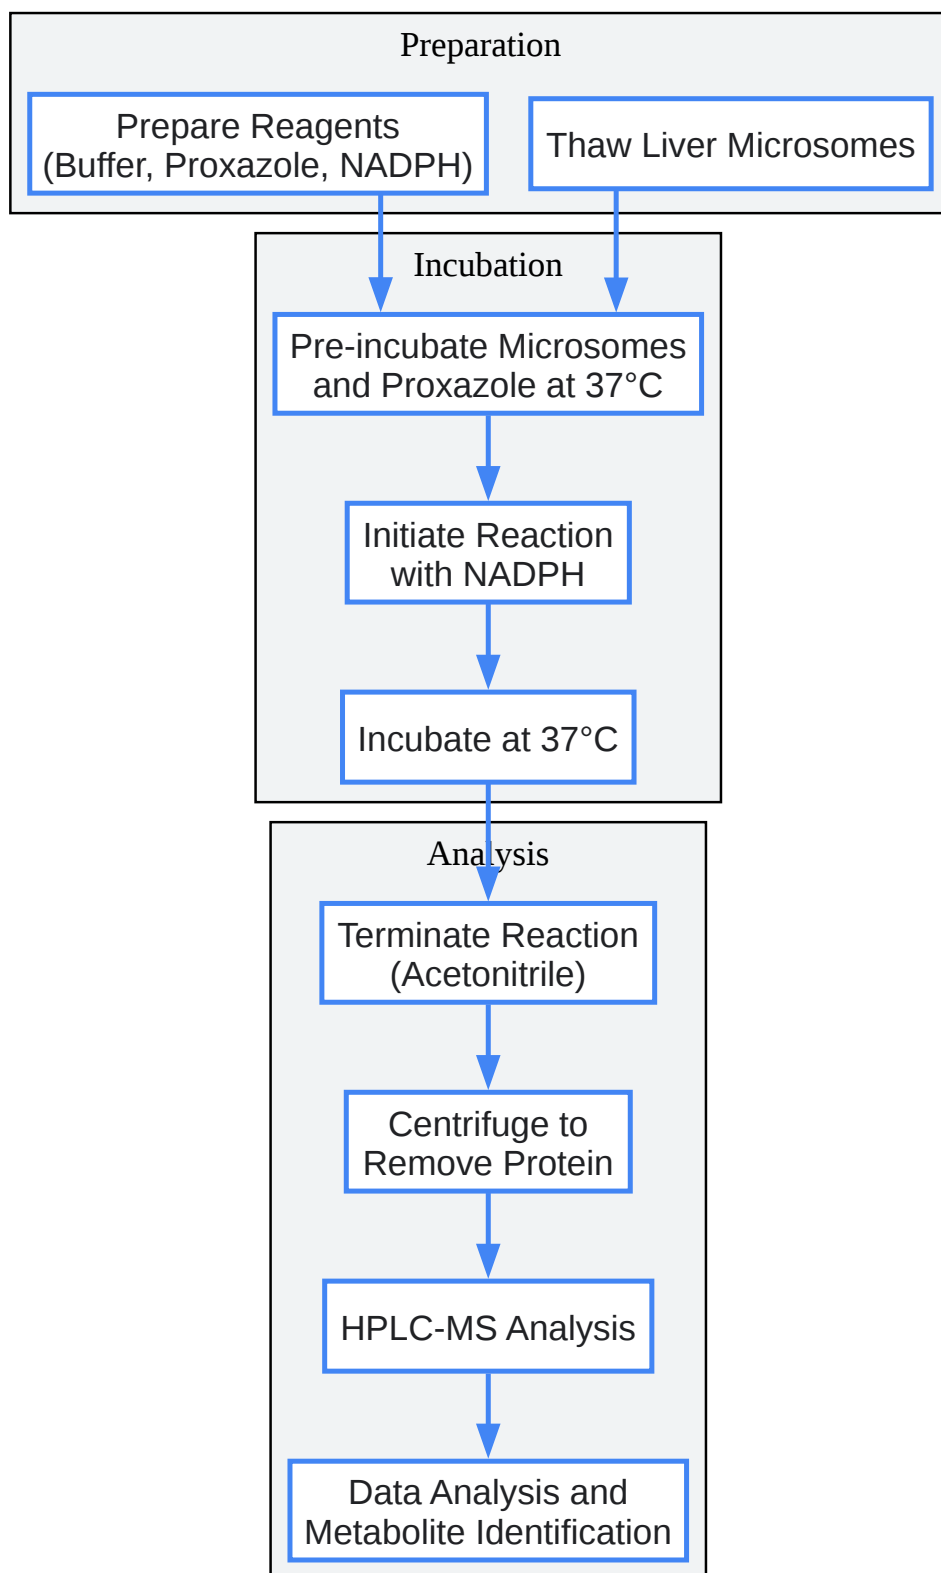 Preparation
Prepare Reagents
(Buffer, Proxazole, NADPH)
Thaw Liver Microsomes
Incubation
Pre-incubate Microsomes
and Proxazole at 37°C
Initiate Reaction
with NADPH
Incubate at 37°C
Analysis
Terminate Reaction
(Acetonitrile)
Centrifuge to
Remove Protein
HPLC-MS Analysis
Data Analysis and
Metabolite Identification